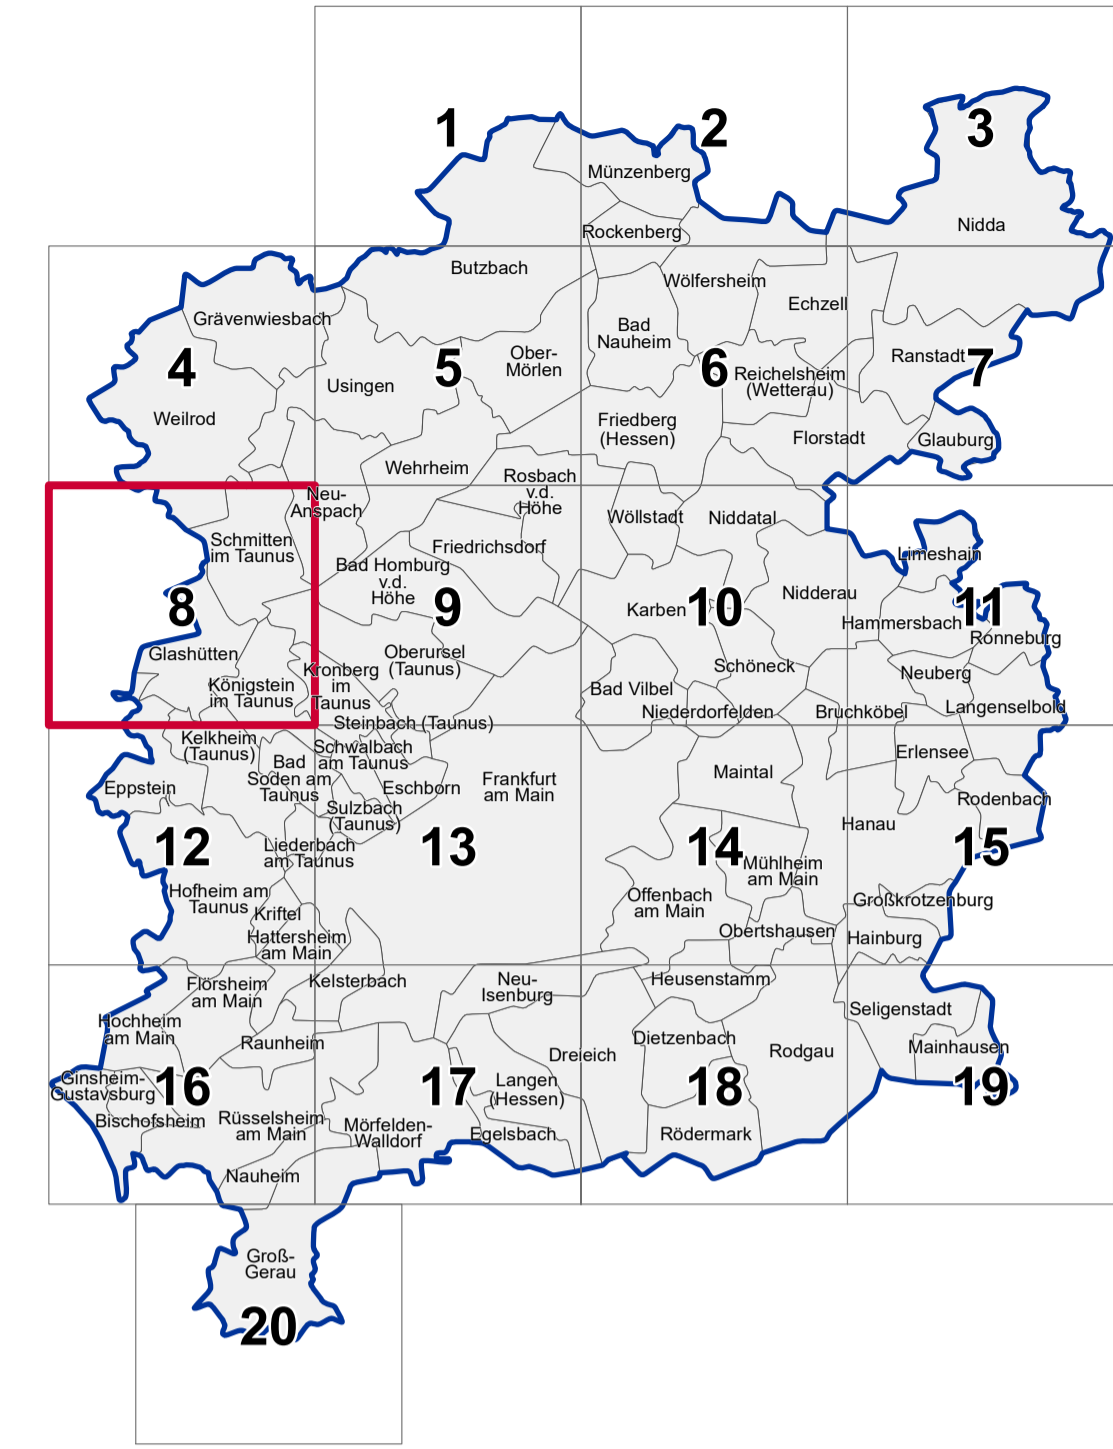 1
2
3
Münzenberg
Rockenberg
Nidda
Butzbach
Wölfersheim
Echzell
Grävenwiesbach
Bad
Nauheim
Ober-
Mörlen
Ranstadt
4
5
6
7
Usingen
Reichelsheim
(Wetterau)
Weilrod
Friedberg
(Hessen)
Florstadt
Glauburg
Wehrheim
Rosbach
v.d.
Höhe
Neu-
Anspach
Wöllstadt
Niddatal
Schmitten
im Taunus
Friedrichsdorf
Limeshain
Bad Homburg
v.d.
Höhe
Nidderau
8
9
10
11
Karben
Hammersbach
Ronneburg
Glashütten
Oberursel
(Taunus)
Schöneck
Neuberg
Königstein
im Taunus
Kronberg
im
Taunus
Bad Vilbel
Niederdorfelden
Bruchköbel
Langenselbold
Steinbach (Taunus)
Kelkheim
(Taunus)
Schwalbach
am Taunus
Erlensee
Bad
Soden am
Taunus
Maintal
Eppstein
Eschborn
Frankfurt
am Main
Rodenbach
Sulzbach
(Taunus)
Hanau
12
13
14
15
Liederbach
am Taunus
Mühlheim
am Main
Hofheim am
Taunus
Offenbach
am Main
Großkrotzenburg
Kriftel
Hattersheim
am Main
Obertshausen
Hainburg
Flörsheim
am Main
Kelsterbach
Neu-
Isenburg
Heusenstamm
Hochheim
am Main
Seligenstadt
Raunheim
Dreieich
Dietzenbach
Rodgau
Mainhausen
Ginsheim-
Gustavsburg
16
17
18
19
Langen
(Hessen)
Bischofsheim
Rüsselsheim
am Main
Mörfelden-
Walldorf
Egelsbach
Rödermark
Nauheim
Groß-
Gerau
20